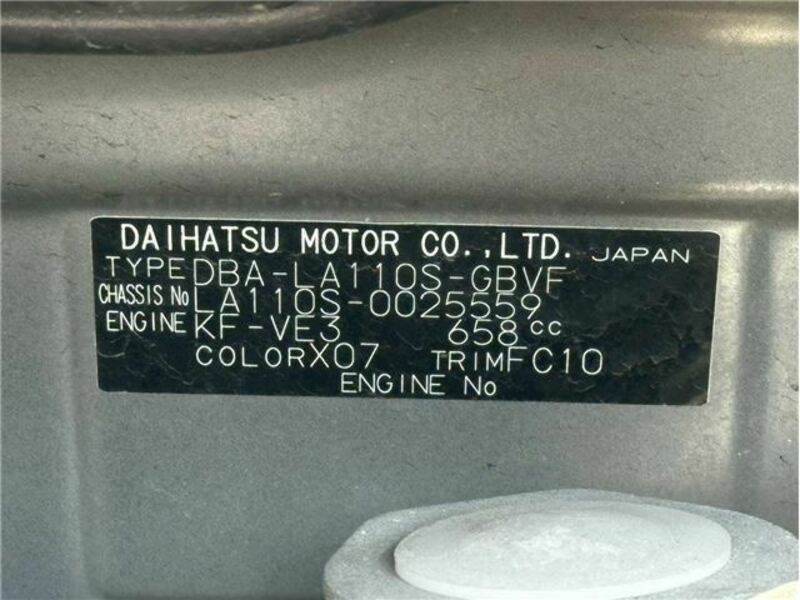 DAIHATSU MOTOR CO.,LTD. JAPAN
TYPE DBA-LA110S-GBVF
CHASSIS No LA110S-0025559
ENGINE KF-VE3 658cc
COLOR X07 TRIM FC10
ENGINE No